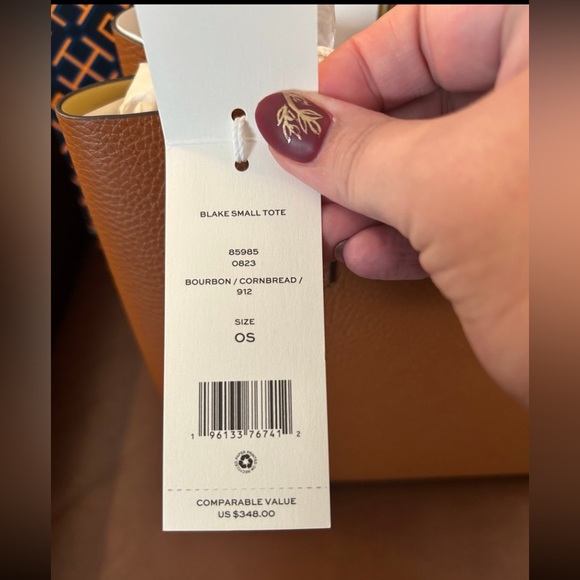 BLAKE SMALL TOTE
85985
0823
BOURBON / CORNBREAD /
912
SIZE
OS
1 96133 76741 2
COMPARABLE VALUE
US $348.00